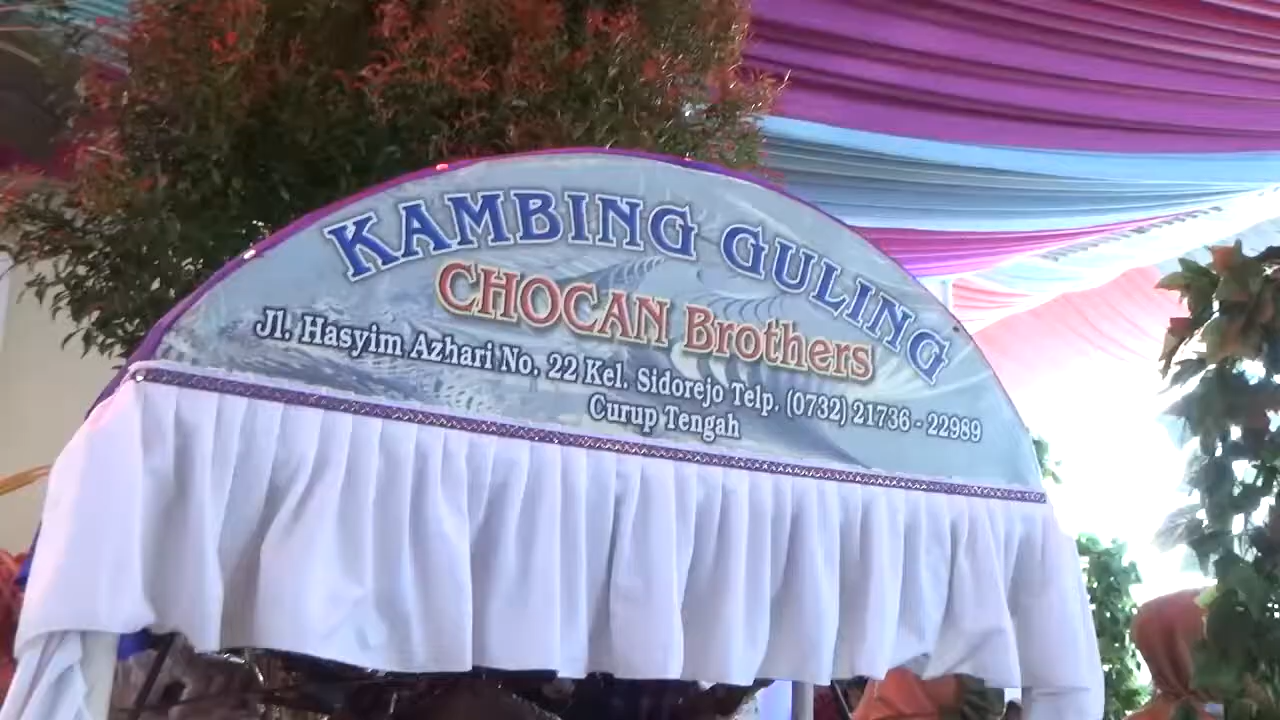 KAMBING GULING
CHOCAN Brothers
Jl. Hasyim Azhari No. 22 Kel. Sidorejo Telp. (0732) 21736 - 22989
Curup Tengah